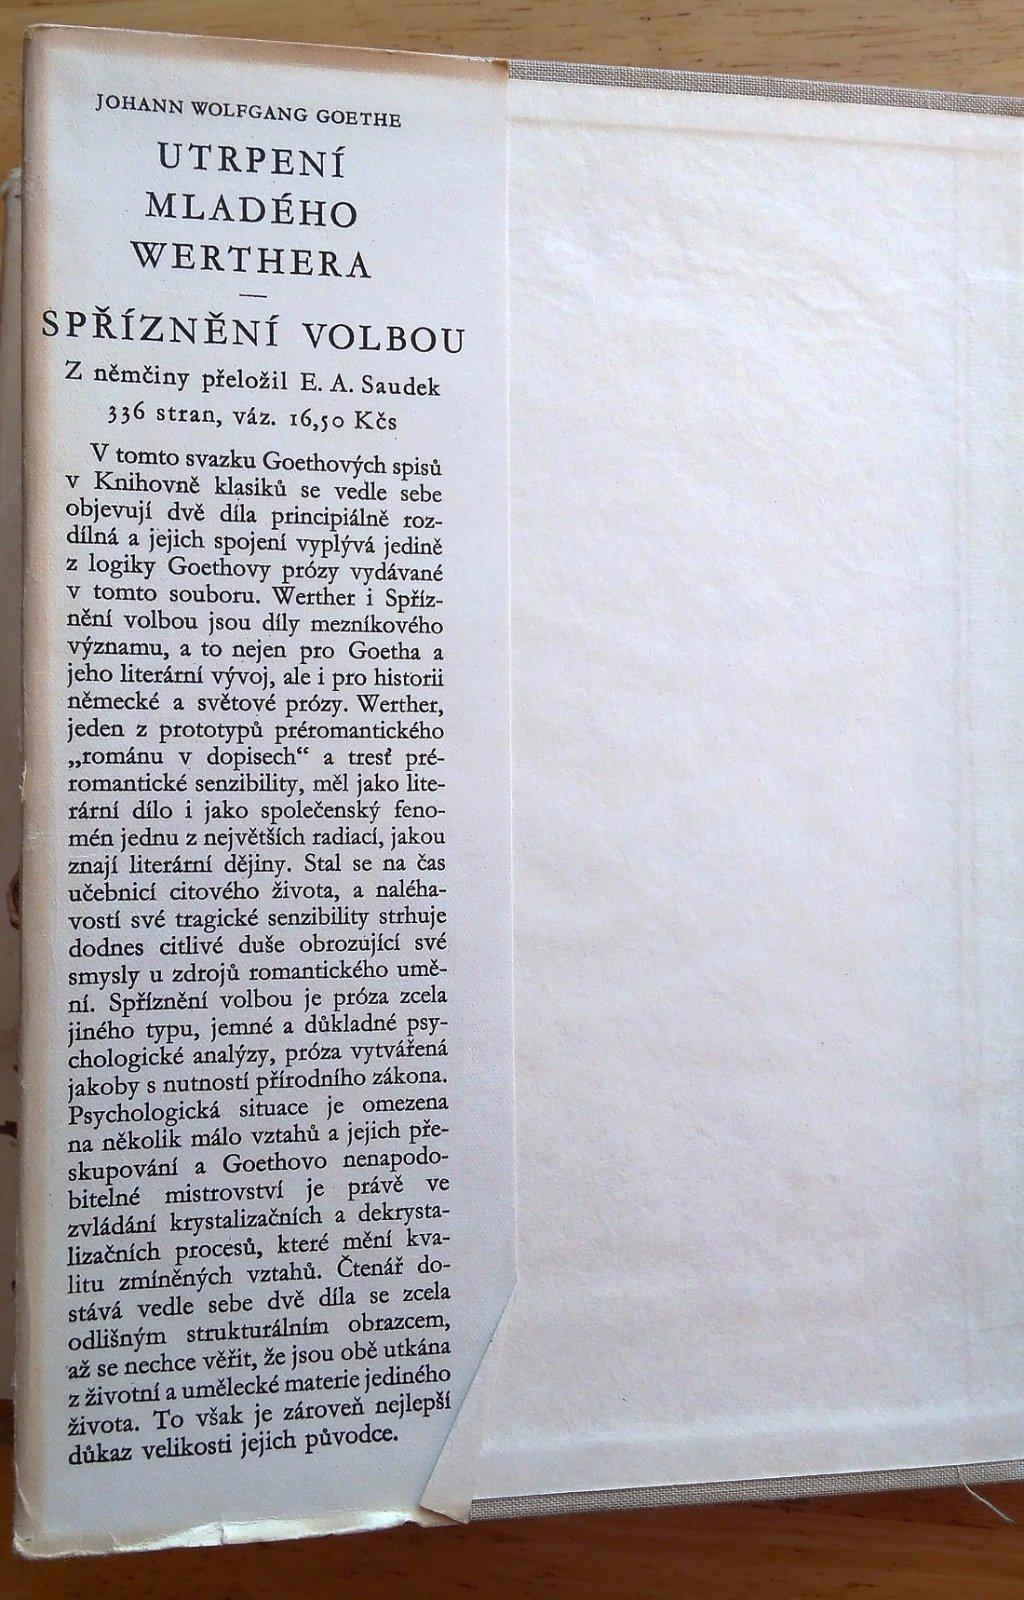 JOHANN WOLFGANG GOETHE
UTRPENÍ
MLADÉHO
WERTHERA
SPŘÍZNĚNÍ VOLBOU
Z němčiny přeložil E. A. Saudek
336 stran, váz. 16,50 Kčs
V tomto svazku Goethových spisů
v Knihovně klasiků se vedle sebe
objevují dvě díla principiálně roz-
dílná a jejich spojení vyplývá jedině
z logiky Goethovy prózy vydávané
v tomto souboru. Werther i Spříz-
nění volbou jsou díly mezníkového
významu, a to nejen pro Goetha a
jeho literární vývoj, ale i pro historii
německé a světové prózy. Werther,
jeden z prototypů préromantického
„románu v dopisech“ a tresť pré-
romantické senzibility, měl jako lite-
rární dílo i jako společenský feno-
mén jednu z největších radiací, jakou
znají literární dějiny. Stal se na čas
učebnicí citového života, a naléha-
vostí své tragické senzibility strhuje
dodnes citlivé duše obrozující své
smysly u zdrojů romantického umě-
ní. Spříznění volbou je próza zcela
jiného typu, jemné a důkladné psy-
chologické analýzy, próza vytvářená
jakoby s nutností přírodního zákona.
Psychologická situace je omezena
na několik málo vztahů a jejich pře-
skupování a Goethovo nenapodo-
bitelné mistrovství je právě ve
zvládání krystalizačních a dekrysta-
lizačních procesů, které mění kva-
litu zmíněných vztahů. Čtenář do-
stává vedle sebe dvě díla se zcela
odlišným strukturálním obrazcem,
až se nechce věřit, že jsou obě utkána
z životní a umělecké materie jediného
života. To však je zároveň nejlepší
důkaz velikosti jejich původce.